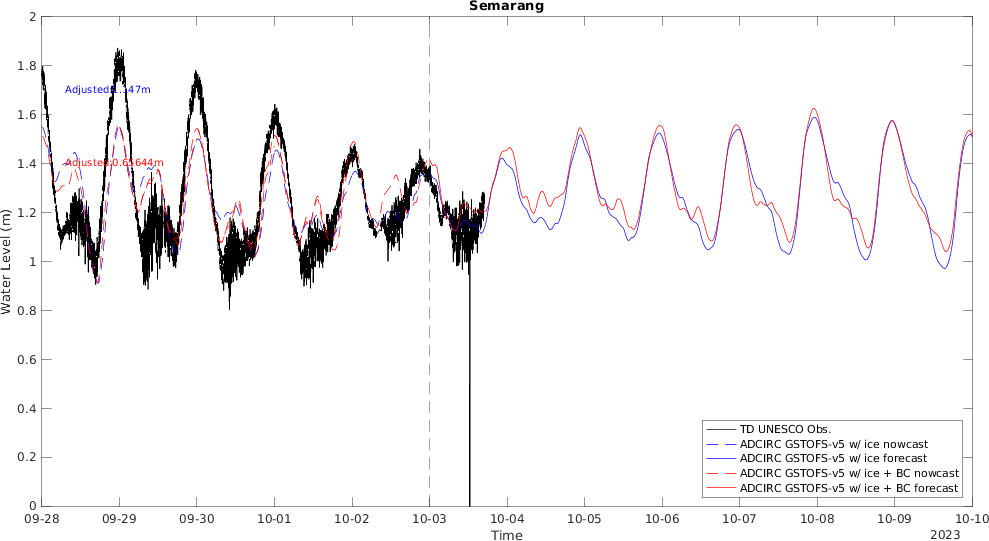 Semarang
Water Level (m)
2
1.8
1.6
1.4
1.2
1
0.8
0.6
0.4
0.2
0
Adjusted:1.147m
Adjusted:0.65644m
TD UNESCO Obs.
ADCIRC GSTOFS-v5 w/ ice nowcast
ADCIRC GSTOFS-v5 w/ ice forecast
ADCIRC GSTOFS-v5 w/ ice + BC nowcast
ADCIRC GSTOFS-v5 w/ ice + BC forecast
09-28 09-29 09-30 10-01 10-02 10-03 10-04 10-05 10-06 10-07 10-08 10-09 10-10
Time
2023